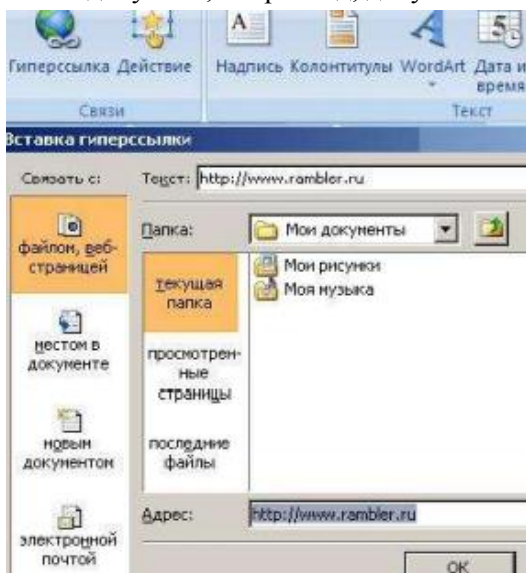 Гиперссылка Действие Надпись Колонтитулы WordArt Дата и
время
Связи Текст
Вставка гиперссылки
Связать с: Текст: http://www.rambler.ru
файлом, веб-
страницей
Папка: Мои документы
текущая
папка
Мои рисунки
Моя музыка
местом в
документе
просмотрен-
ные
страницы
новым
документом
последние
файлы
электронной
почтой
Адрес: http://www.rambler.ru
ОК